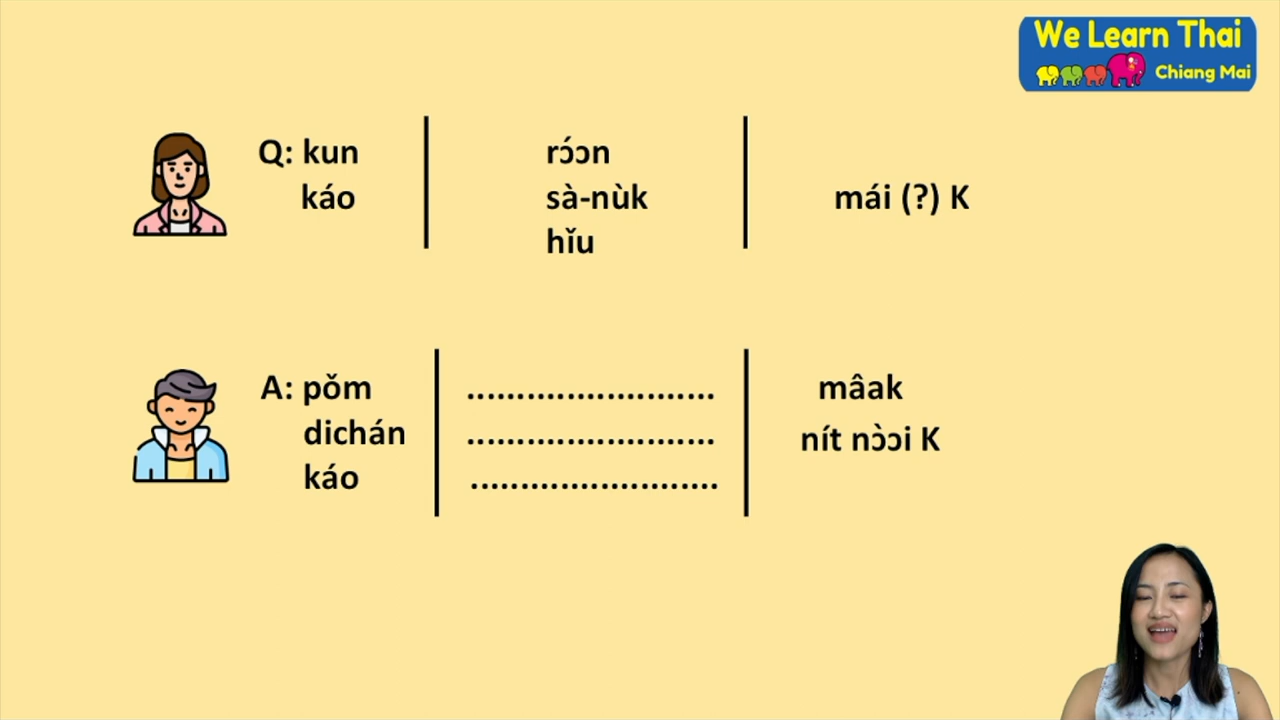 We Learn Thai
Chiang Mai
Q: kun
káo
rɔ́ɔn
sà-nùk
hǐu
mái (?) K
A: pǒm
dichán
káo
.........................
.........................
.........................
mâak
nít nɔ̀ɔi K